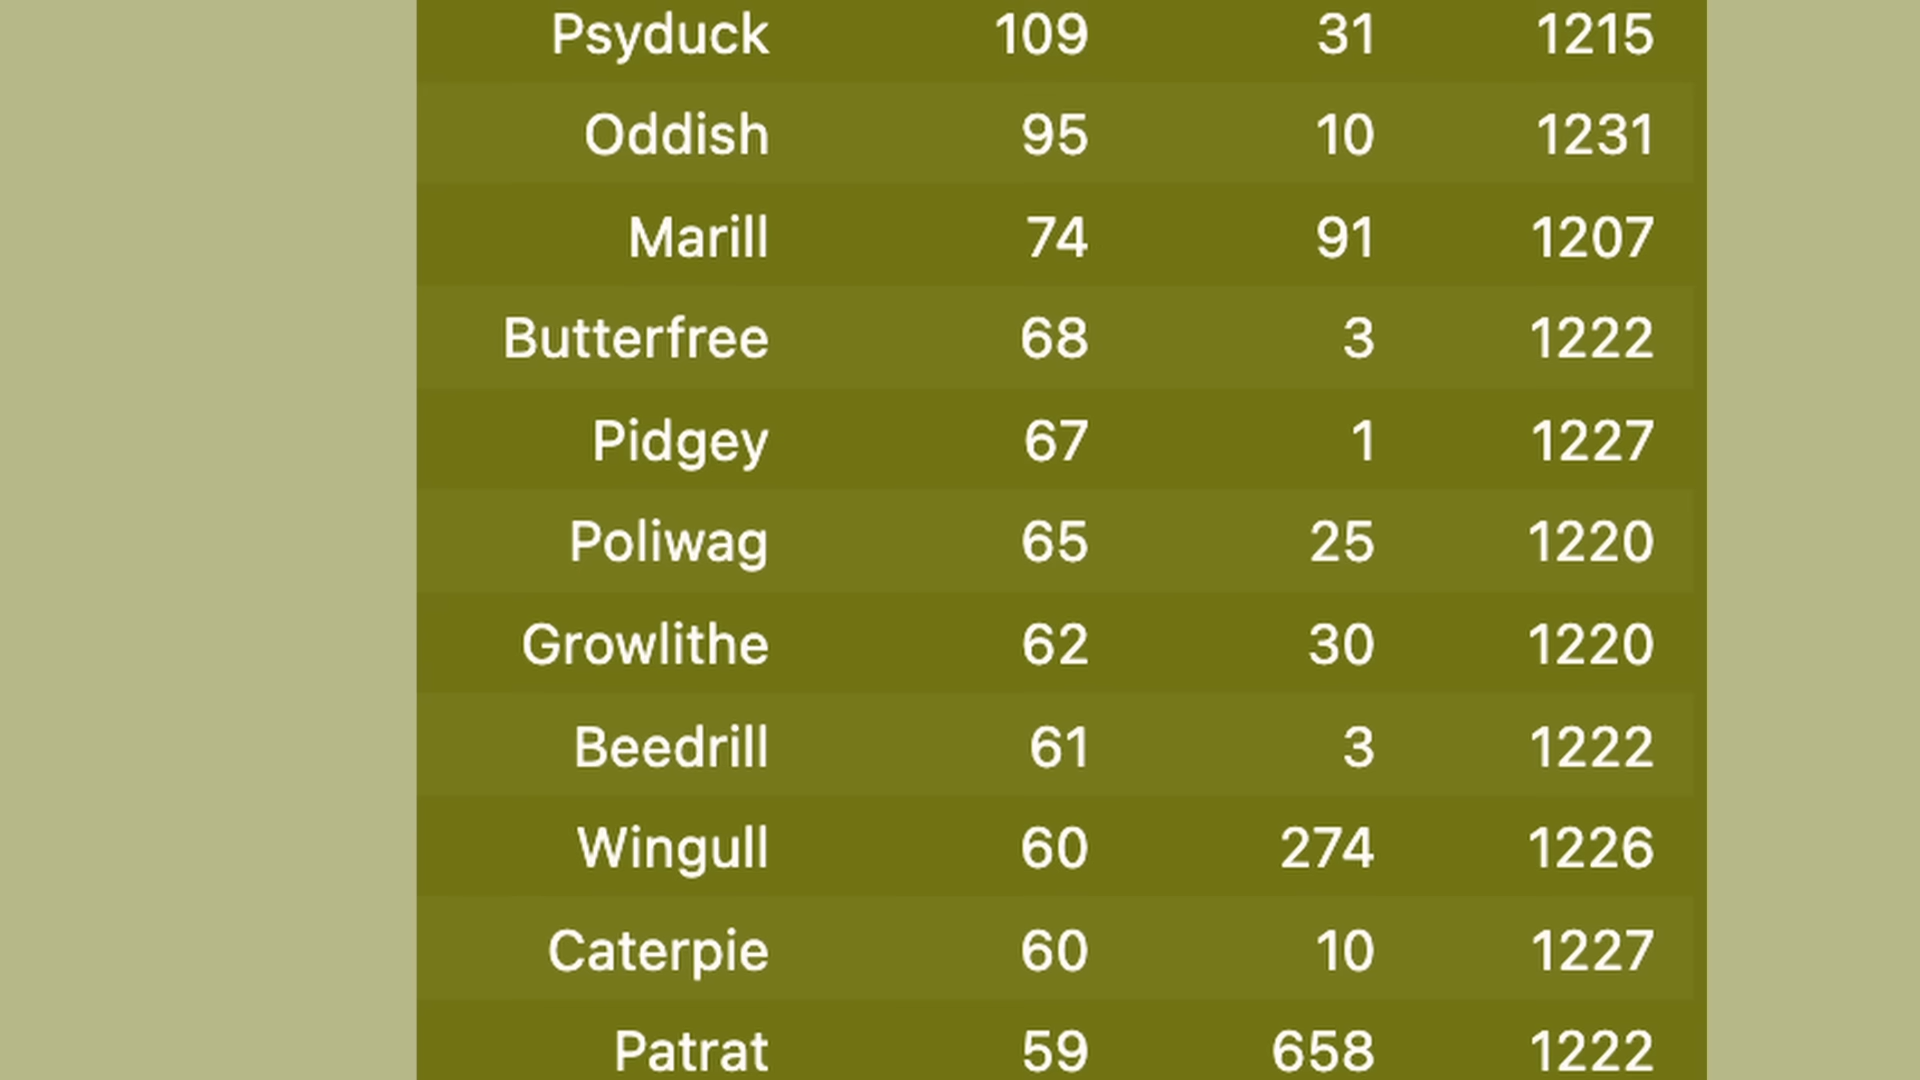 Psyduck 109 31 1215
Oddish 95 10 1231
Marill 74 91 1207
Butterfree 68 3 1222
Pidgey 67 1 1227
Poliwag 65 25 1220
Growlithe 62 30 1220
Beedrill 61 3 1222
Wingull 60 274 1226
Caterpie 60 10 1227
Patrat 59 658 1222